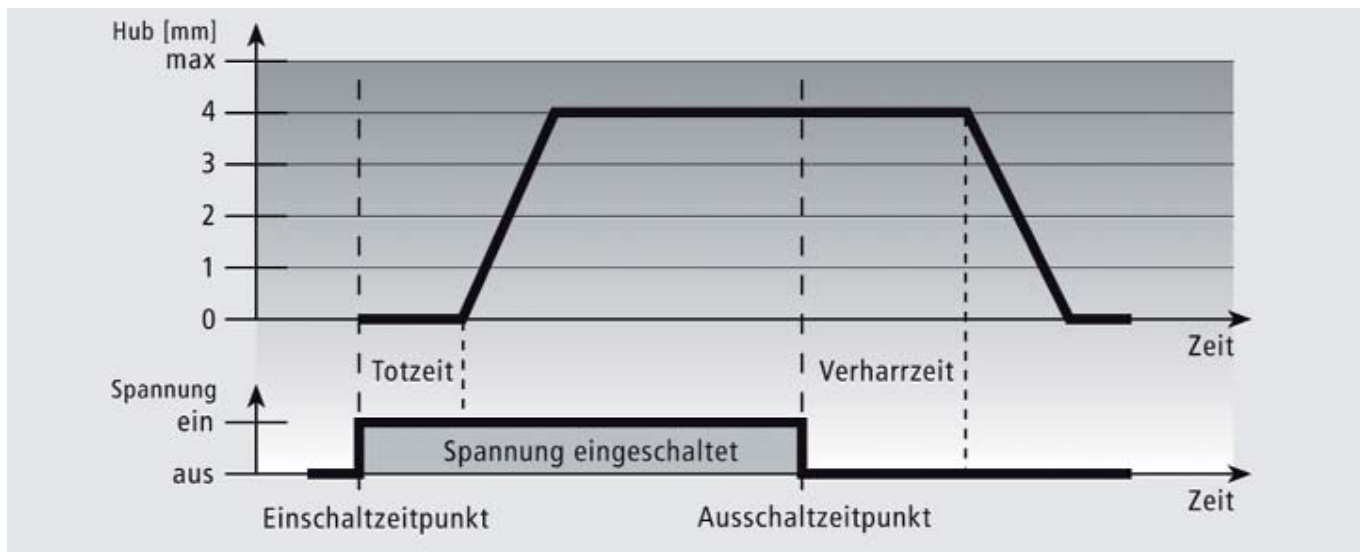 Hub [mm]
max
4
3
2
1
0
Zeit
Totzeit
Verharrzeit
Spannung
ein
Spannung eingeschaltet
aus
Zeit
Einschaltzeitpunkt
Ausschaltzeitpunkt